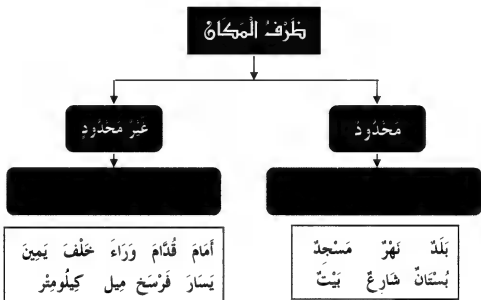 ظَرْفُ الْمَكَانِ
مَحْدُودٌ
غَيْرُ مَحْدُودٍ
بَلَدٌ نَهْرٌ مَسْجِدٌ
بُسْتَانٌ شَارِعٌ بَيْتٌ
أَمَامَ قُدَّامَ وَرَاءَ خَلْفَ يَمِينَ
يَسَارَ فَرْسَخ مِيل كِيلُومِتْر